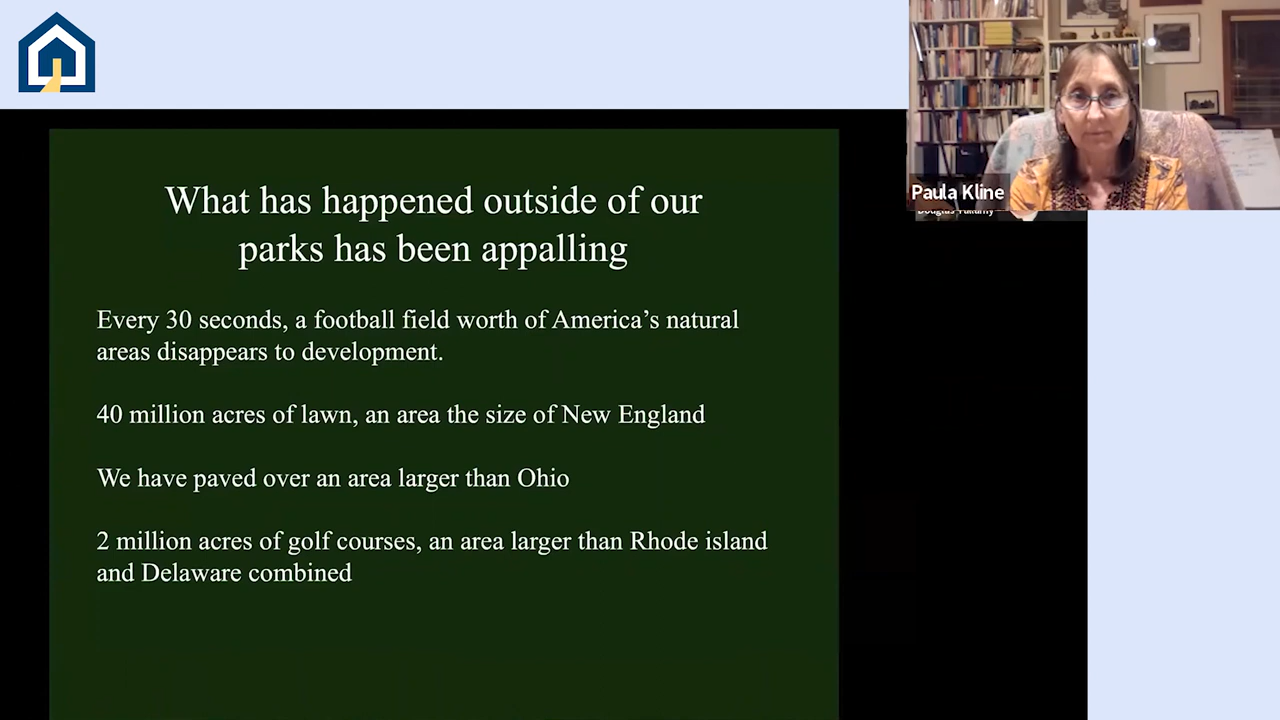 What has happened outside of our
parks has been appalling
Every 30 seconds, a football field worth of America’s natural
areas disappears to development.
40 million acres of lawn, an area the size of New England
We have paved over an area larger than Ohio
2 million acres of golf courses, an area larger than Rhode island
and Delaware combined
Paula Kline
Douglas